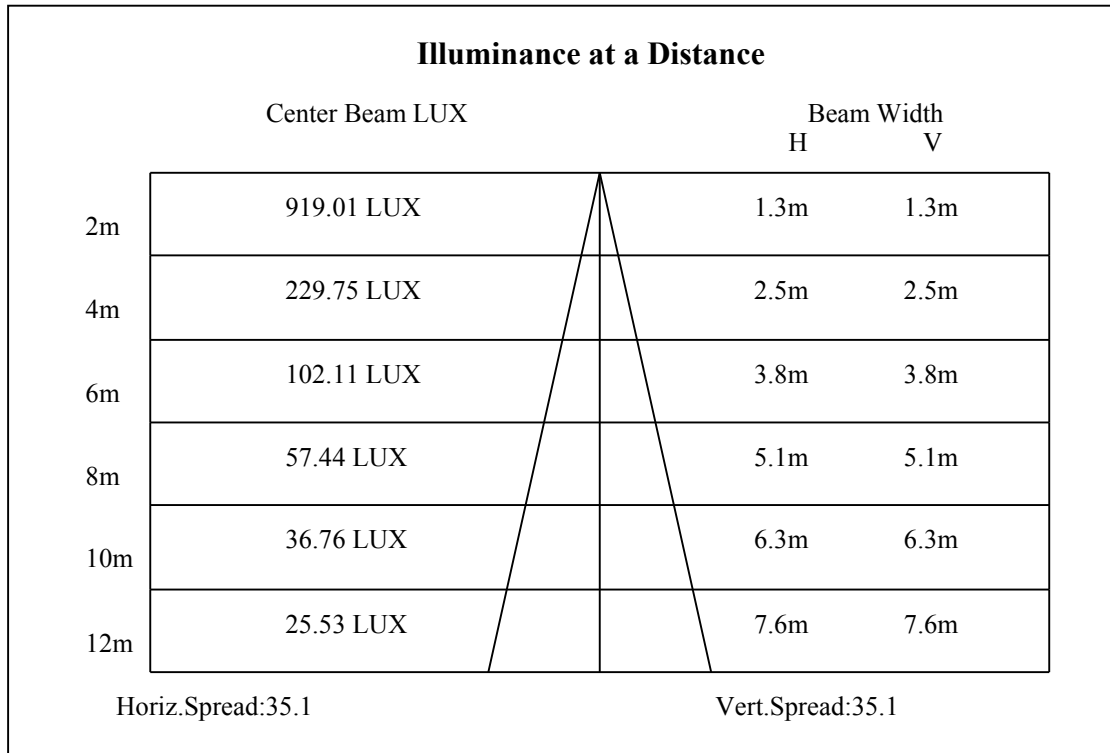 Illuminance at a Distance
Center Beam LUX Beam Width
H V
2m 919.01 LUX 1.3m 1.3m
4m 229.75 LUX 2.5m 2.5m
6m 102.11 LUX 3.8m 3.8m
8m 57.44 LUX 5.1m 5.1m
10m 36.76 LUX 6.3m 6.3m
12m 25.53 LUX 7.6m 7.6m
Horiz.Spread:35.1 Vert.Spread:35.1